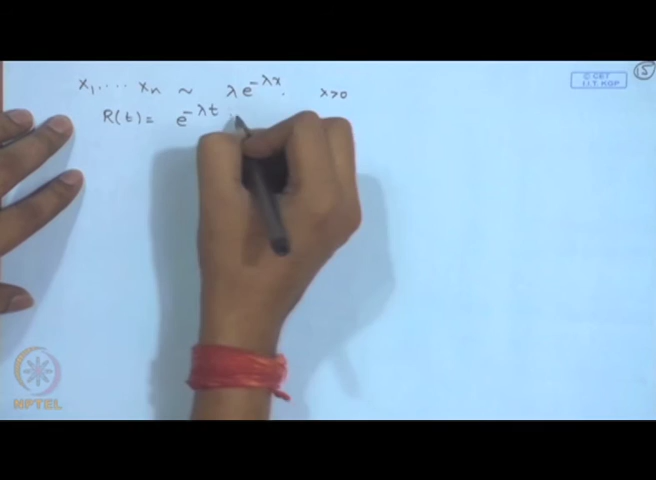 X₁, .... Xₙ ~ λe^{-λx}. x>0
R(t) = e^{-λt}
© CET
I.I.T. KGP
15
NPTEL